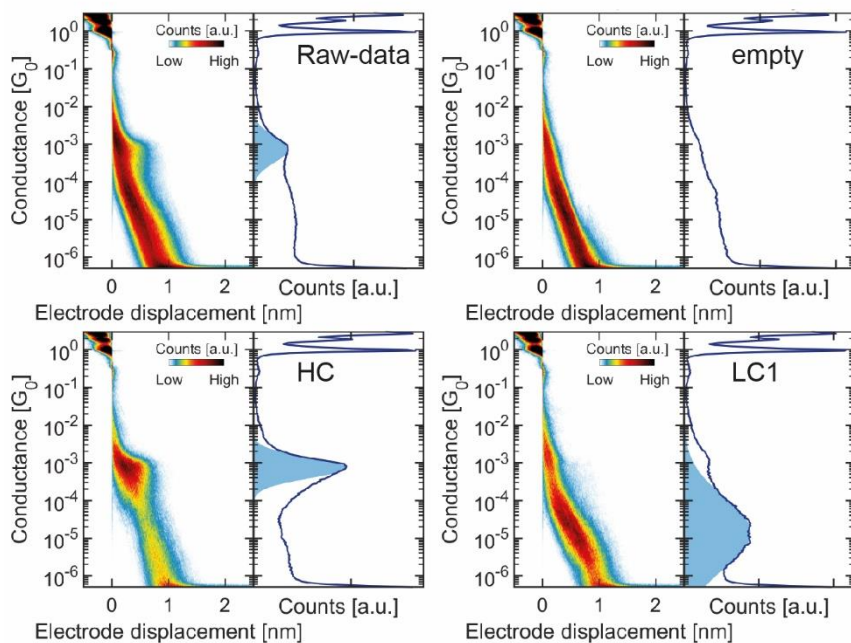 Conductance [G0]
10^0
10^-1
10^-2
10^-3
10^-4
10^-5
10^-6
Counts [a.u.]
Low High
Raw-data
0 1 2
Electrode displacement [nm]
Counts [a.u.]
Conductance [G0]
10^0
10^-1
10^-2
10^-3
10^-4
10^-5
10^-6
Counts [a.u.]
Low High
empty
0 1 2
Electrode displacement [nm]
Counts [a.u.]
Conductance [G0]
10^0
10^-1
10^-2
10^-3
10^-4
10^-5
10^-6
Counts [a.u.]
Low High
HC
0 1 2
Electrode displacement [nm]
Counts [a.u.]
Conductance [G0]
10^0
10^-1
10^-2
10^-3
10^-4
10^-5
10^-6
Counts [a.u.]
Low High
LC1
0 1 2
Electrode displacement [nm]
Counts [a.u.]